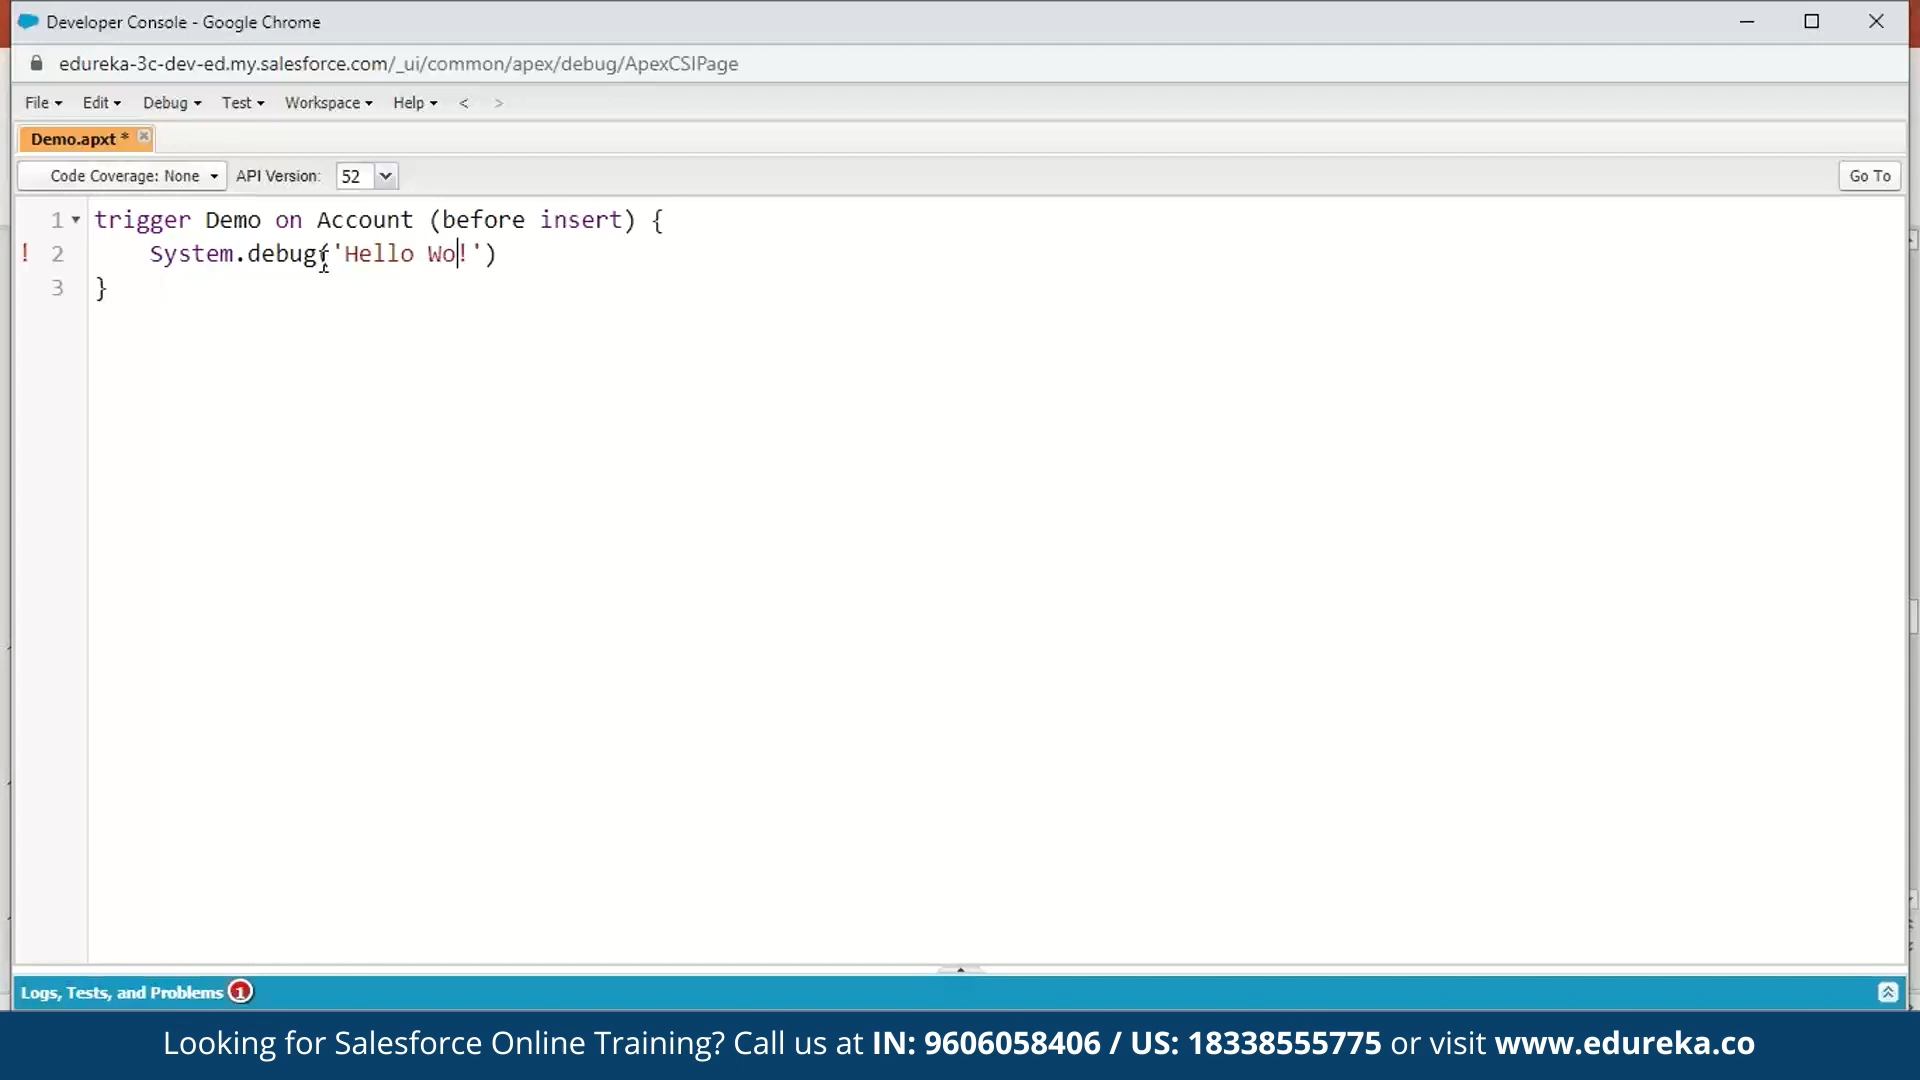 Developer Console - Google Chrome
edureka-3c-dev-ed.my.salesforce.com/_ui/common/apex/debug/ApexCSIPage
File Edit Debug Test Workspace Help < >
Demo.apxt *
Code Coverage: None API Version: 52 Go To
1 trigger Demo on Account (before insert) {
! 2 System.debug('Hello Wo!')
3 }
Logs, Tests, and Problems 1
Looking for Salesforce Online Training? Call us at IN: 9606058406 / US: 18338555775 or visit www.edureka.co